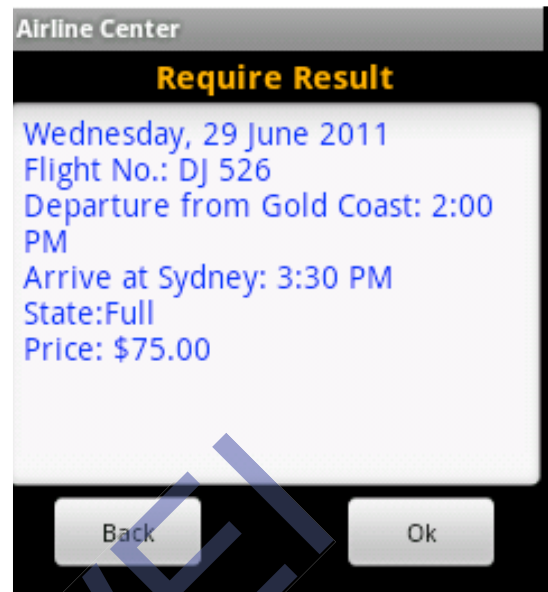 Airline Center
Require Result
Wednesday, 29 June 2011
Flight No.: DJ 526
Departure from Gold Coast: 2:00
PM
Arrive at Sydney: 3:30 PM
State:Full
Price: $75.00
Back
Ok